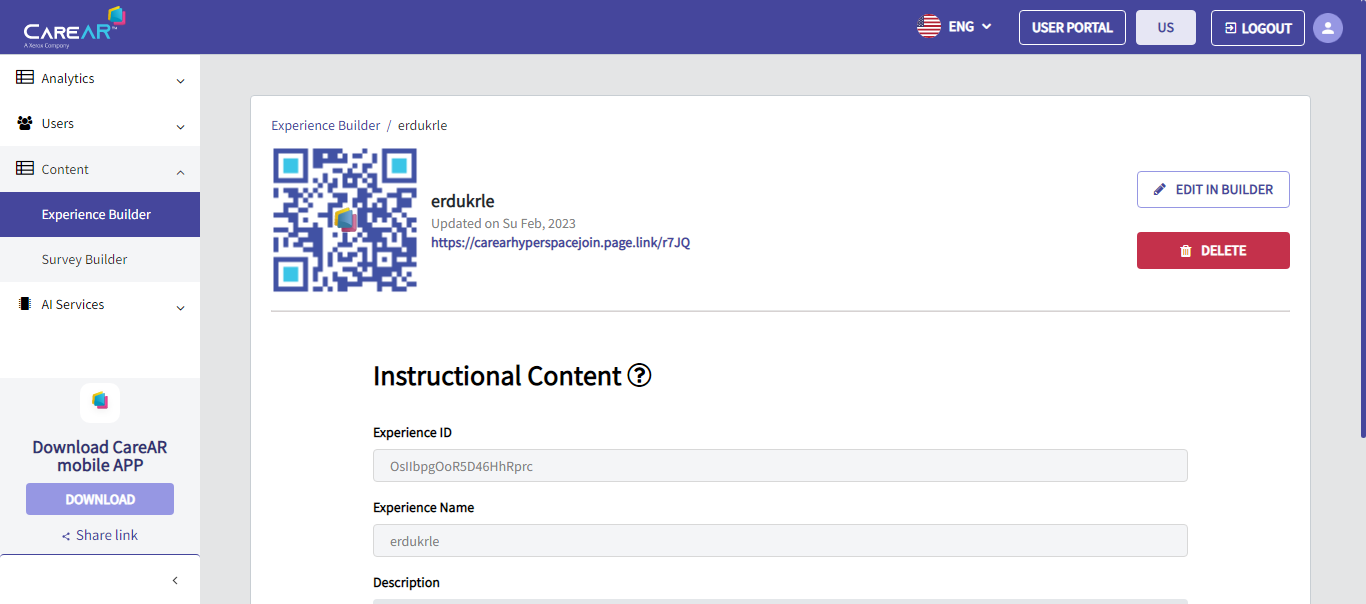 CAREAR™
A Xerox Company
ENG
USER PORTAL
US
LOGOUT
Analytics
Users
Content
Experience Builder
Survey Builder
AI Services
Download CareAR
mobile APP
DOWNLOAD
Share link
Experience Builder / erdukrle
erdukrle
Updated on Su Feb, 2023
https://carearhyperspacejoin.page.link/r7JQ
EDIT IN BUILDER
DELETE
Instructional Content ?
Experience ID
OsIIbpgOoR5D46HhRprc
Experience Name
erdukrle
Description